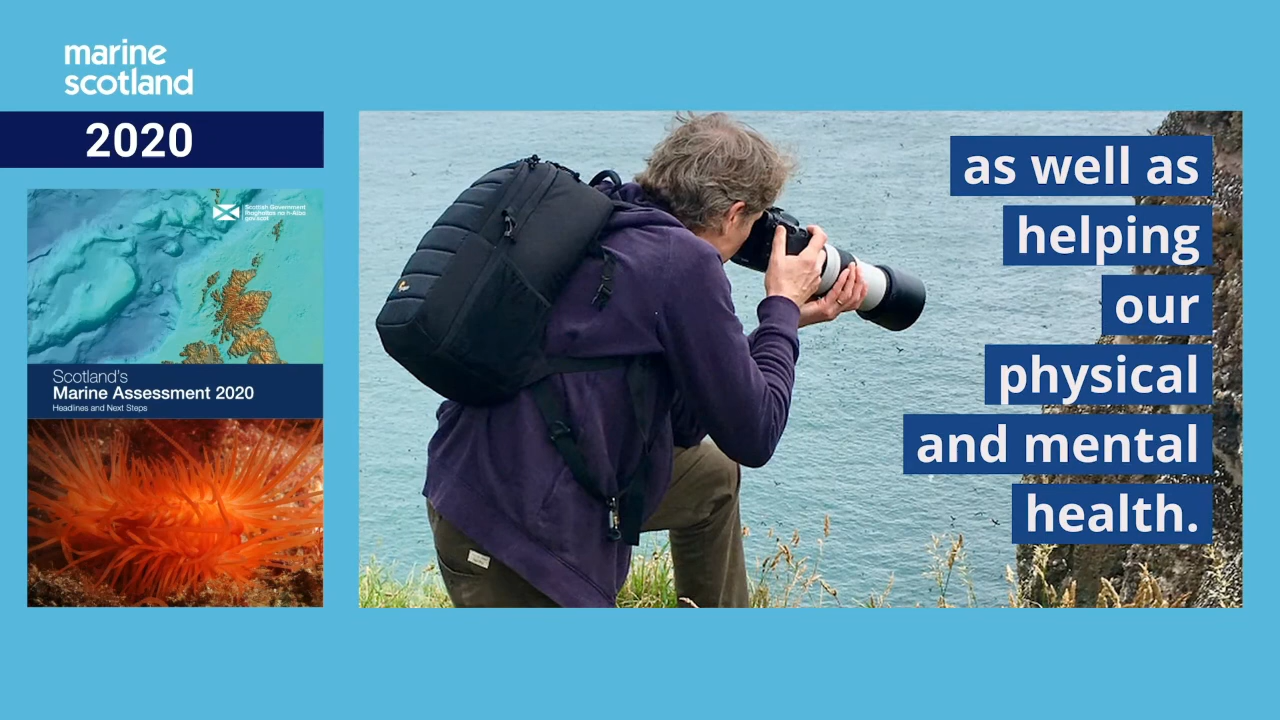 marine
scotland
2020
Scottish Government
Riaghaltas na h-Alba
gov.scot
Scotland's
Marine Assessment 2020
Headlines and Next Steps
as well as
helping
our
physical
and mental
health.